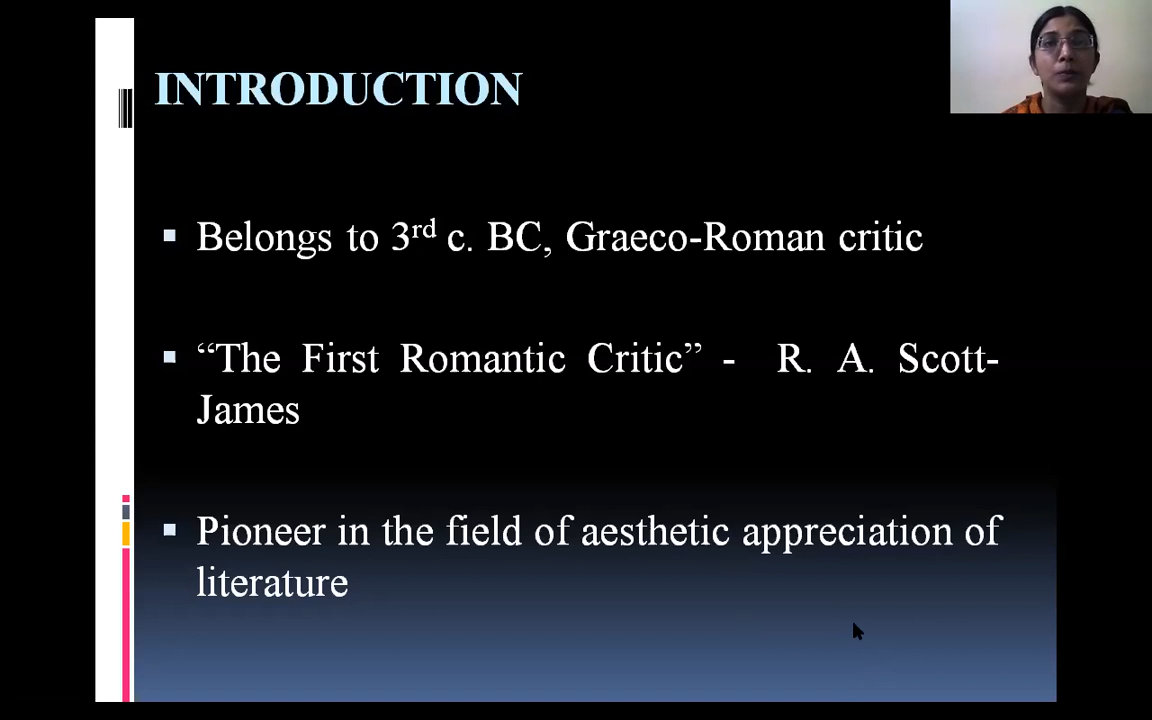 INTRODUCTION
▪ Belongs to 3rd c. BC, Graeco-Roman critic
▪ “The First Romantic Critic” - R. A. Scott-
James
▪ Pioneer in the field of aesthetic appreciation of
literature